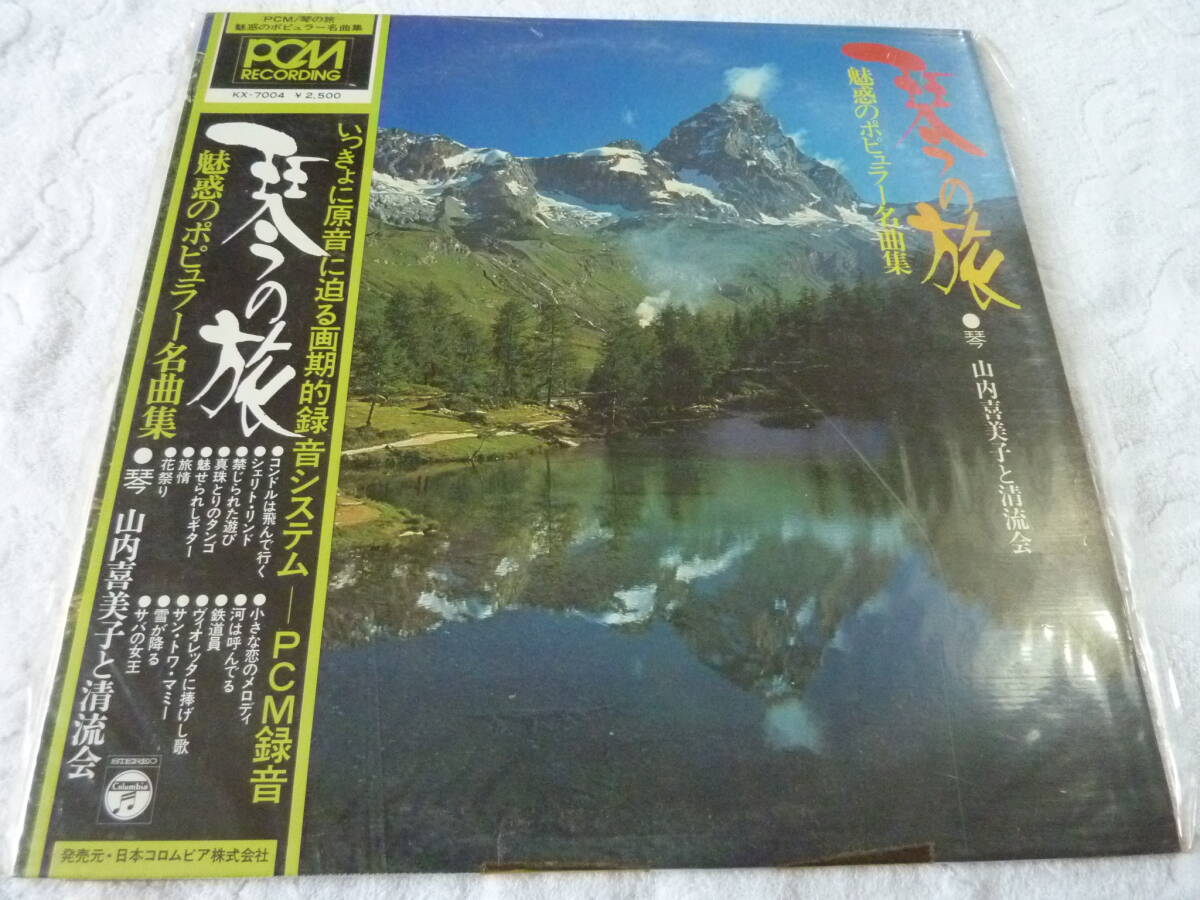 PCM/琴の旅
魅惑のポピュラー名曲集
PCM
RECORDING
KX-7004 ¥2,500
いっきょに原音に迫る画期的録音システム—PCM録音
琴の旅
魅惑のポピュラー名曲集
●琴 山内喜美子と清流会
●コンドルは飛んで行く
●シェリト・リンド
●禁じられた遊び
●真珠とりのタンゴ
●魅せられしギター
●旅情
●花祭り
●小さな恋のメロディ
●河は呼んでる
●鉄道員
●ヴィオレッタに捧げし歌
●サン・トワ・マミー
●雪が降る
●サバの女王
STEREO
Columbia
発売元・日本コロムビア株式会社
琴の旅
魅惑のポピュラー名曲集
●琴 山内喜美子と清流会